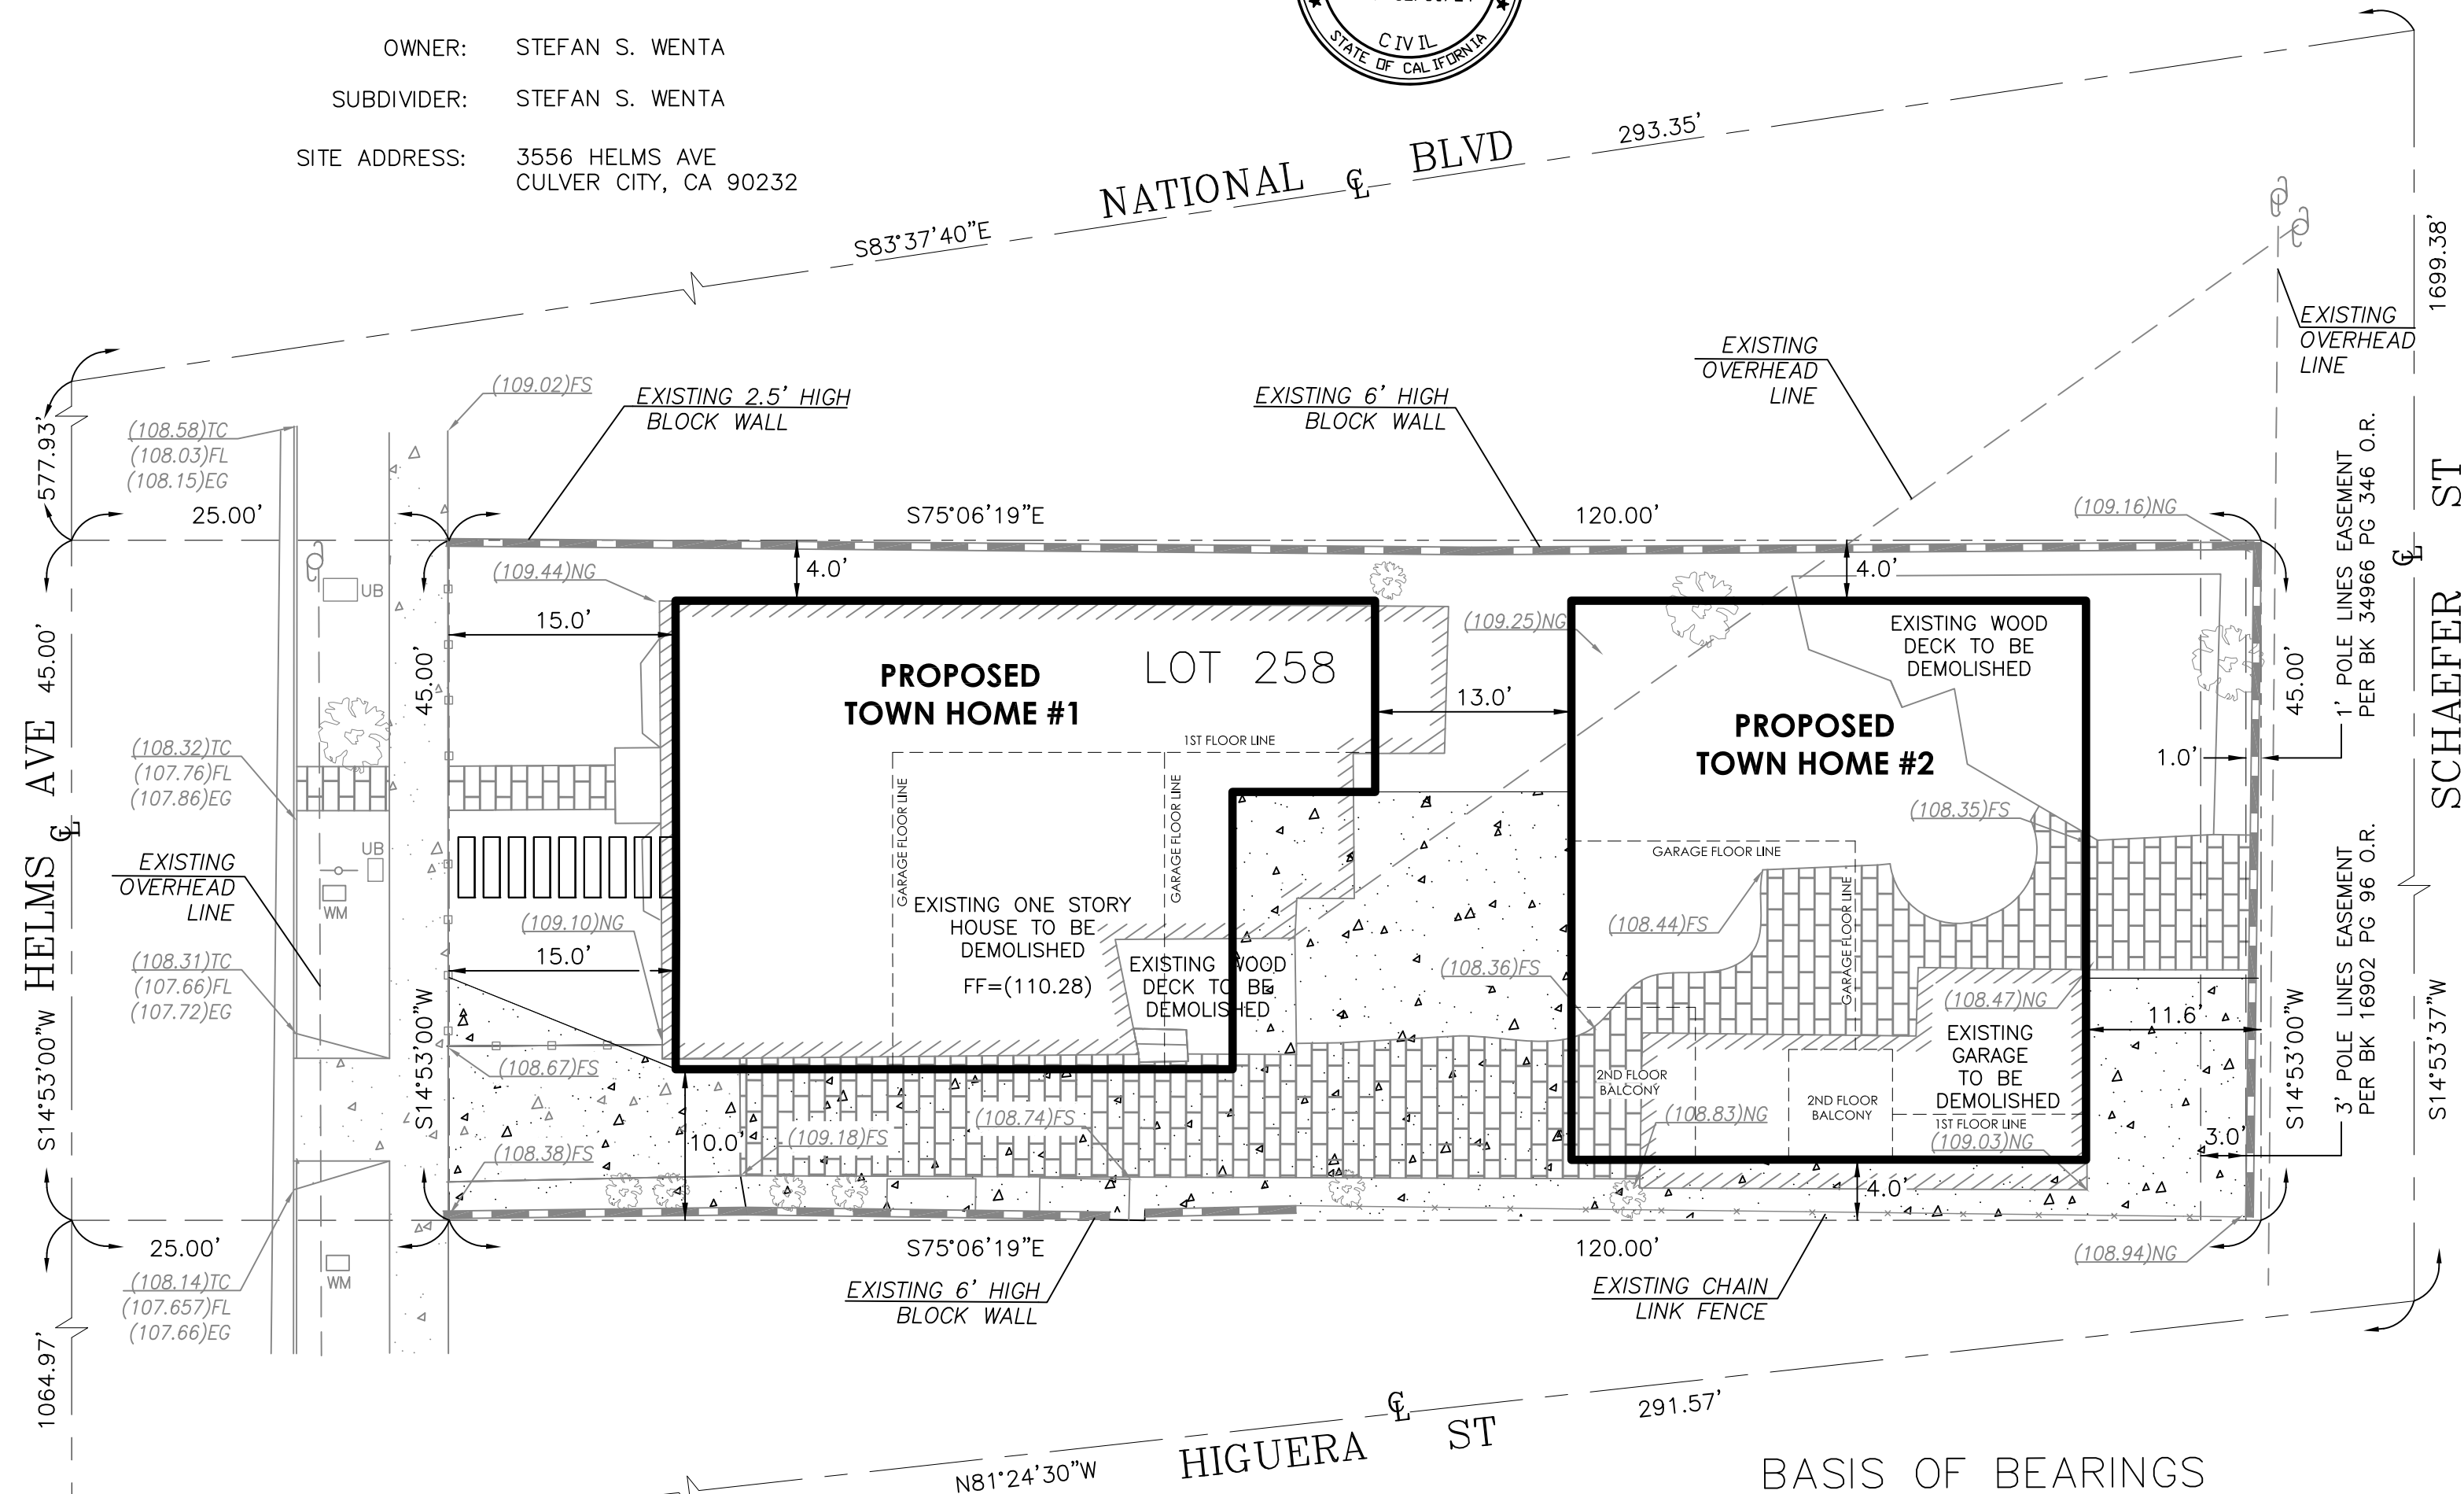 OWNER: STEFAN S. WENTA
SUBDIVIDER: STEFAN S. WENTA
SITE ADDRESS: 3556 HELMS AVE
CULVER CITY, CA 90232
CIVIL
STATE OF CALIFORNIA
NATIONAL ℄ BLVD
293.35'
S83°37'40"E
1699.38'
EXISTING
OVERHEAD
LINE
EXISTING
OVERHEAD
LINE
(109.02)FS
EXISTING 2.5' HIGH
BLOCK WALL
EXISTING 6' HIGH
BLOCK WALL
577.93'
(108.58)TC
(108.03)FL
(108.15)EG
25.00'
S75°06'19"E
120.00'
(109.16)NG
1' POLE LINES EASEMENT
PER BK 34966 PG 346 O.R.
SCHAEFER ℄ ST
UB
(109.44)NG
4.0'
4.0'
15.0'
45.00'
45.00'
PROPOSED
TOWN HOME #1
LOT 258
(109.25)NG
EXISTING WOOD
DECK TO BE
DEMOLISHED
13.0'
PROPOSED
TOWN HOME #2
45.00'
1.0'
1ST FLOOR LINE
GARAGE FLOOR LINE
GARAGE FLOOR LINE
(108.32)TC
(107.76)FL
(107.86)EG
HELMS ℄ AVE
UB
WM
EXISTING
OVERHEAD
LINE
(108.35)FS
GARAGE FLOOR LINE
GARAGE FLOOR LINE
EXISTING ONE STORY
HOUSE TO BE
DEMOLISHED
FF=(110.28)
(109.10)NG
15.0'
EXISTING WOOD
DECK TO BE
DEMOLISHED
(108.44)FS
(108.36)FS
(108.31)TC
(107.66)FL
(107.72)EG
S14°53'00"W
S14°53'00"W
(108.47)NG
EXISTING
GARAGE
TO BE
DEMOLISHED
11.6'
S14°53'00"W
3' POLE LINES EASEMENT
PER BK 16902 PG 96 O.R.
S14°53'37"W
(108.67)FS
2ND FLOOR
BALCONY
2ND FLOOR
BALCONY
(108.83)NG
1ST FLOOR LINE
(109.03)NG
3.0'
10.0'
(109.18)FS
(108.74)FS
(108.38)FS
4.0'
25.00'
S75°06'19"E
120.00'
(108.94)NG
(108.14)TC
(107.657)FL
(107.66)EG
WM
EXISTING 6' HIGH
BLOCK WALL
EXISTING CHAIN
LINK FENCE
1064.97'
291.57'
N81°24'30"W
HIGUERA ℄ ST
BASIS OF BEARINGS